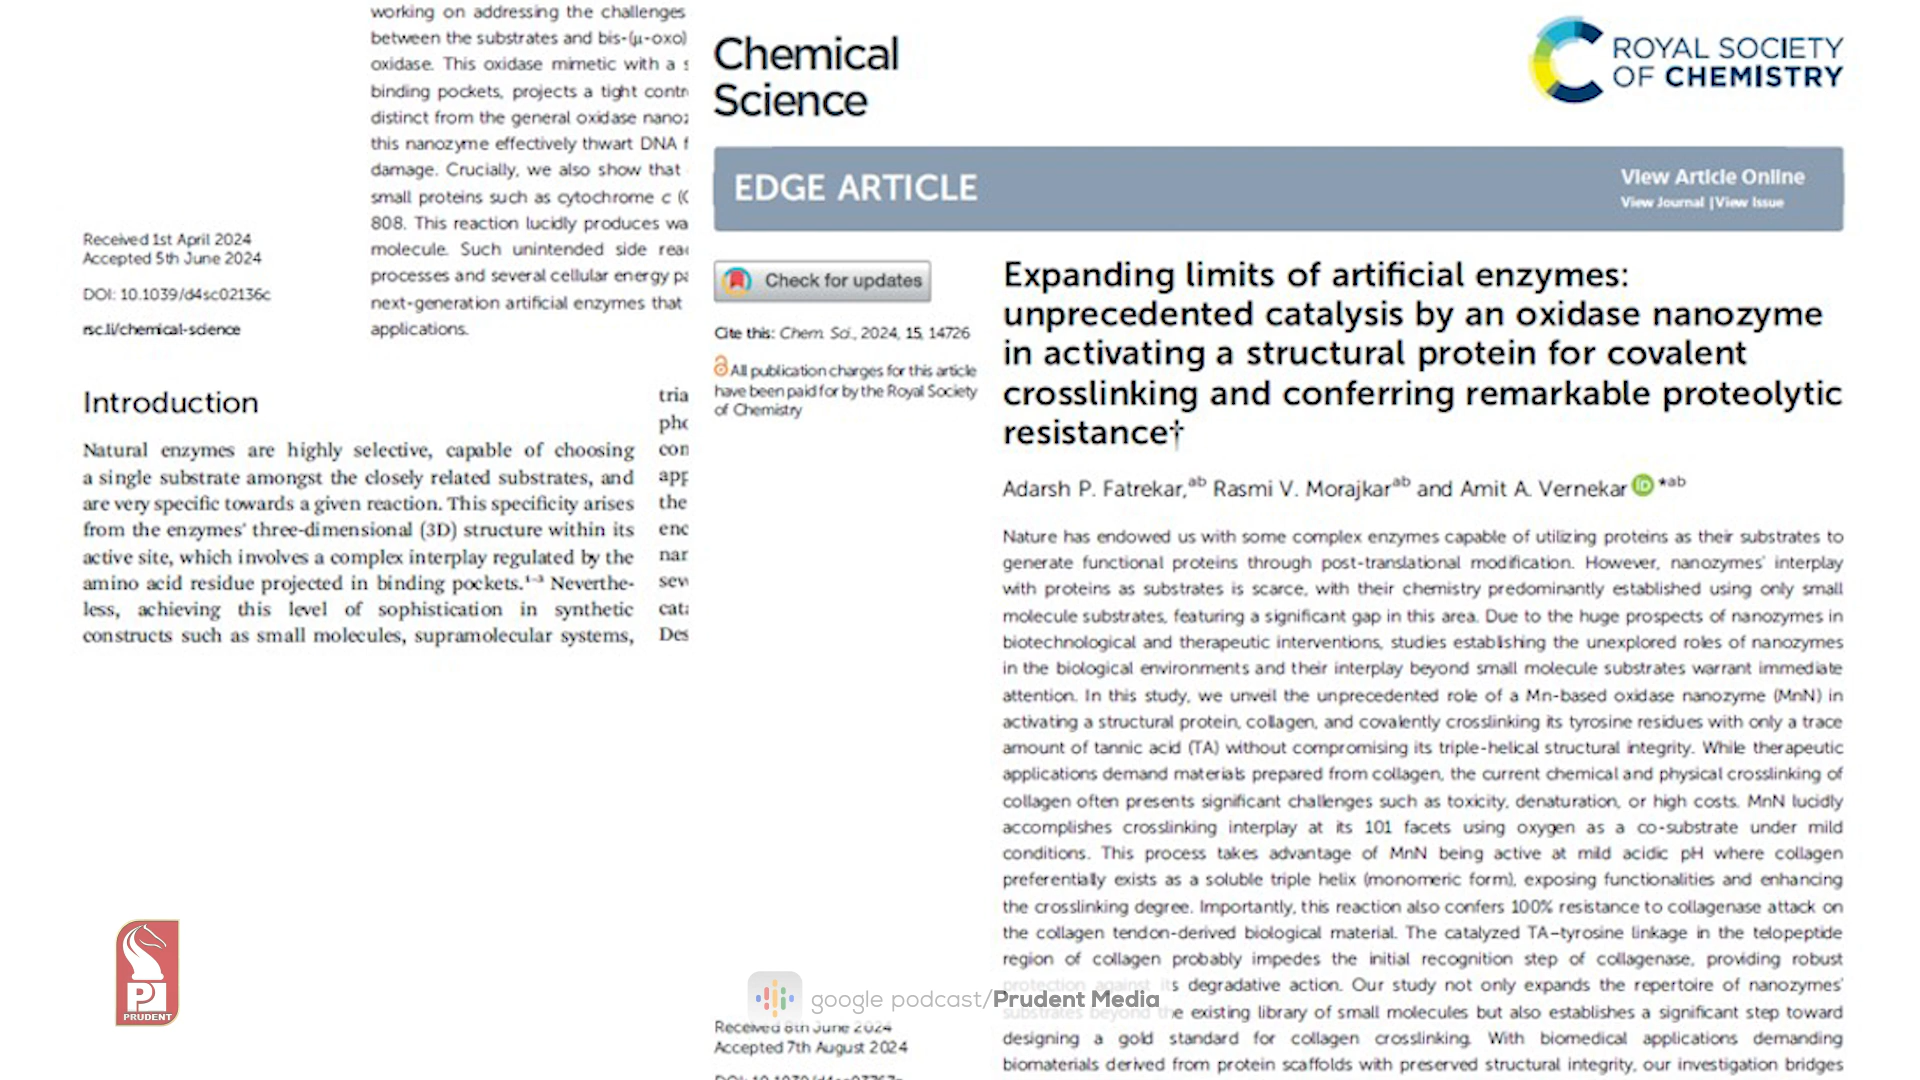 working on addressing the challenges
between the substrates and bis-(μ-oxo)
oxidase. This oxidase mimetic with a
binding pockets, projects a tight
distinct from the general oxidase
this nanozyme effectively thwart DNA
damage. Crucially, we also show that
small proteins such as cytochrome c
808. This reaction lucidly produces
molecule. Such unintended side
processes and several cellular energy
next-generation artificial enzymes that
applications.
Received 1st April 2024
Accepted 5th June 2024
DOI: 10.1039/d4sc02136c
rsc.li/chemical-science
Introduction
Natural enzymes are highly selective, capable of choosing
a single substrate amongst the closely related substrates, and
are very specific towards a given reaction. This specificity arises
from the enzymes' three-dimensional (3D) structure within its
active site, which involves a complex interplay regulated by the
amino acid residue projected in binding pockets.1–3 Neverthe-
less, achieving this level of sophistication in synthetic
constructs such as small molecules, supramolecular systems,
tria
con
app
the
enc
nar
cat
Des
Chemical
Science
ROYAL SOCIETY
OF CHEMISTRY
EDGE ARTICLE
View Article Online
View Journal | View Issue
Check for updates
Cite this: Chem. Sci., 2024, 15, 14726
All publication charges for this article
have been paid for by the Royal Society
of Chemistry
Expanding limits of artificial enzymes:
unprecedented catalysis by an oxidase nanozyme
in activating a structural protein for covalent
crosslinking and conferring remarkable proteolytic
resistance†
Adarsh P. Fatrekar,ab Rasmi V. Morajkarab and Amit A. Vernekar iD *ab
Nature has endowed us with some complex enzymes capable of utilizing proteins as their substrates to
generate functional proteins through post-translational modification. However, nanozymes' interplay
with proteins as substrates is scarce, with their chemistry predominantly established using only small
molecule substrates, featuring a significant gap in this area. Due to the huge prospects of nanozymes in
biotechnological and therapeutic interventions, studies establishing the unexplored roles of nanozymes
in the biological environments and their interplay beyond small molecule substrates warrant immediate
attention. In this study, we unveil the unprecedented role of a Mn-based oxidase nanozyme (MnN) in
activating a structural protein, collagen, and covalently crosslinking its tyrosine residues with only a trace
amount of tannic acid (TA) without compromising its triple-helical structural integrity. While therapeutic
applications demand materials prepared from collagen, the current chemical and physical crosslinking of
collagen often presents significant challenges such as toxicity, denaturation, or high costs. MnN lucidly
accomplishes crosslinking interplay at its 101 facets using oxygen as a co-substrate under mild
conditions. This process takes advantage of MnN being active at mild acidic pH where collagen
preferentially exists as a soluble triple helix (monomeric form), exposing functionalities and enhancing
the crosslinking degree. Importantly, this reaction also confers 100% resistance to collagenase attack on
the collagen tendon-derived biological material. The catalyzed TA–tyrosine linkage in the telopeptide
region of collagen probably impedes the initial recognition step of collagenase, providing robust
protection against its degradative action. Our study not only expands the repertoire of nanozymes'
substrates beyond the existing library of small molecules but also establishes a significant step toward
designing a gold standard for collagen crosslinking. With biomedical applications demanding
biomaterials derived from protein scaffolds with preserved structural integrity, our investigation bridges
Received 8th June 2024
Accepted 7th August 2024
google podcast/Prudent Media
PRUDENT